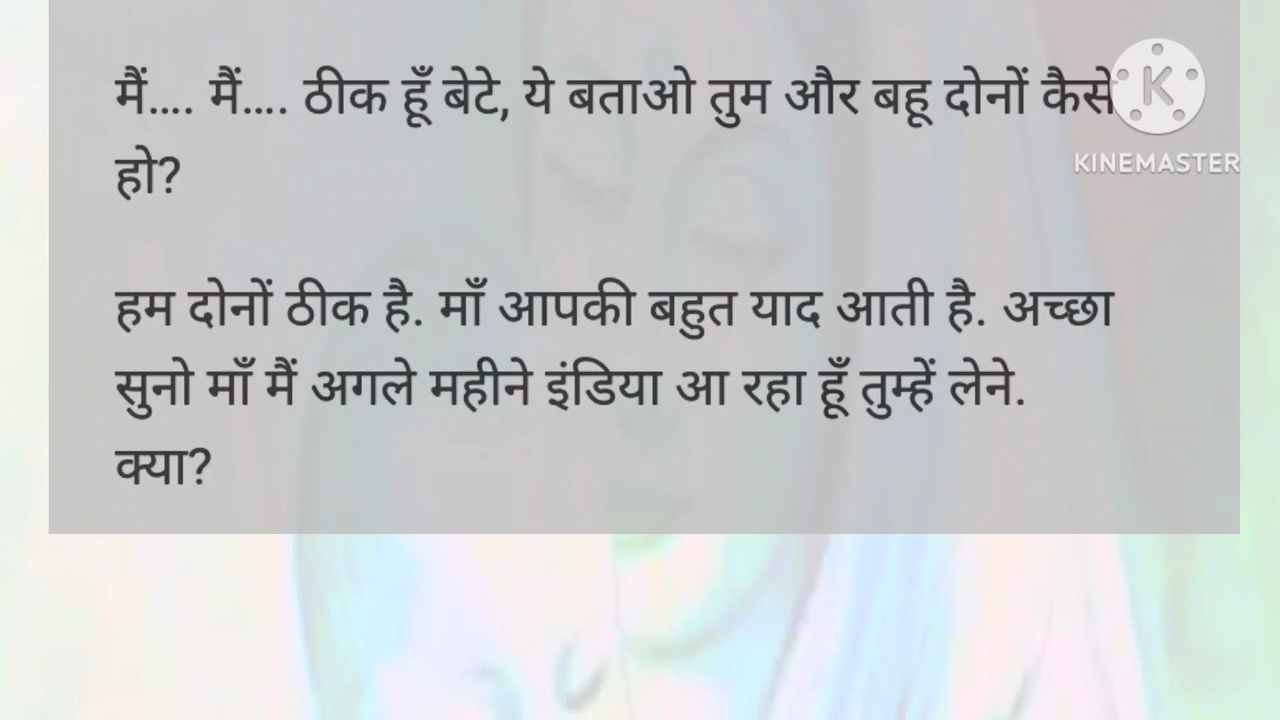 मैं.... मैं.... ठीक हूँ बेटे, ये बताओ तुम और बहू दोनों कैसे
हो?
हम दोनों ठीक है. माँ आपकी बहुत याद आती है. अच्छा
सुनो माँ मैं अगले महीने इंडिया आ रहा हूँ तुम्हें लेने.
क्या?
K
KINEMASTER